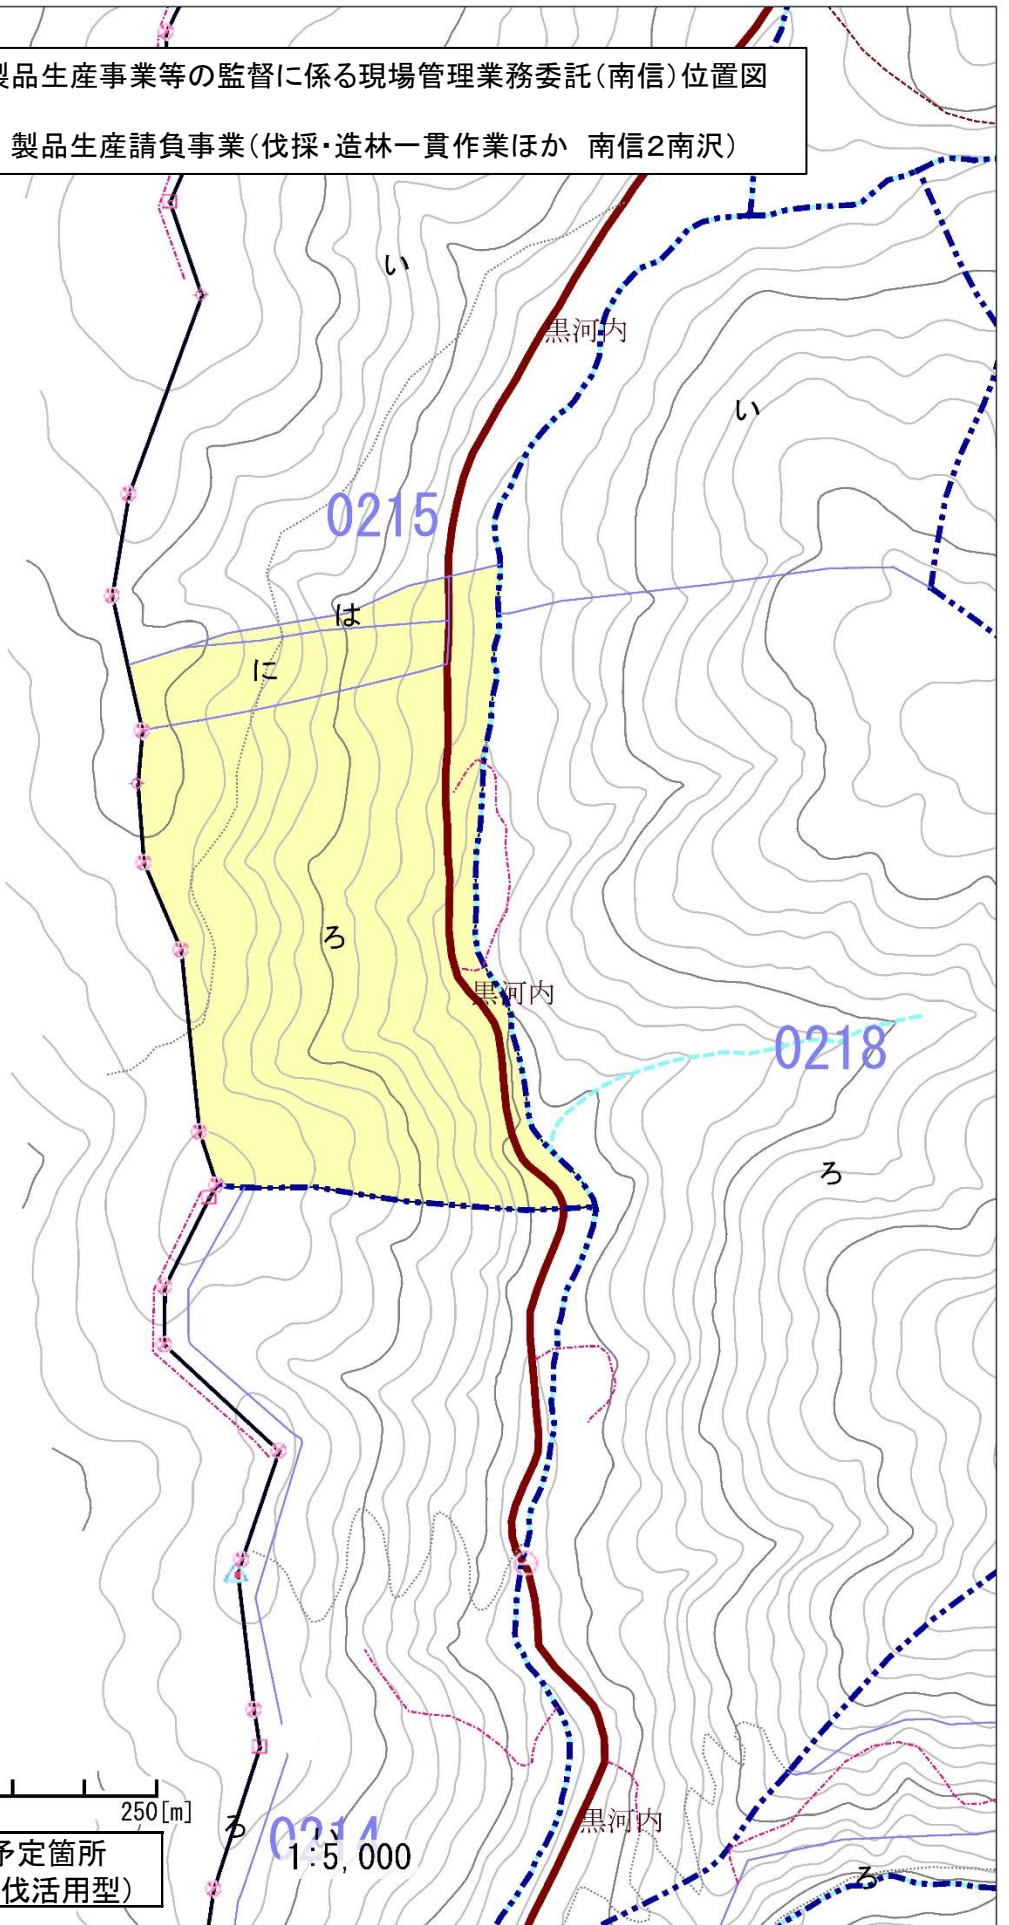 製品生産事業等の監督に係る現場管理業務委託(南信)位置図
製品生産請負事業(伐採・造林一貫作業ほか 南信2南沢)
い
黒河内
い
0215
は
に
ろ
黒河内
0218
ろ
250[m]
ろ
0214
1:5,000
黒河内
予定箇所
伐活用型)
ろ